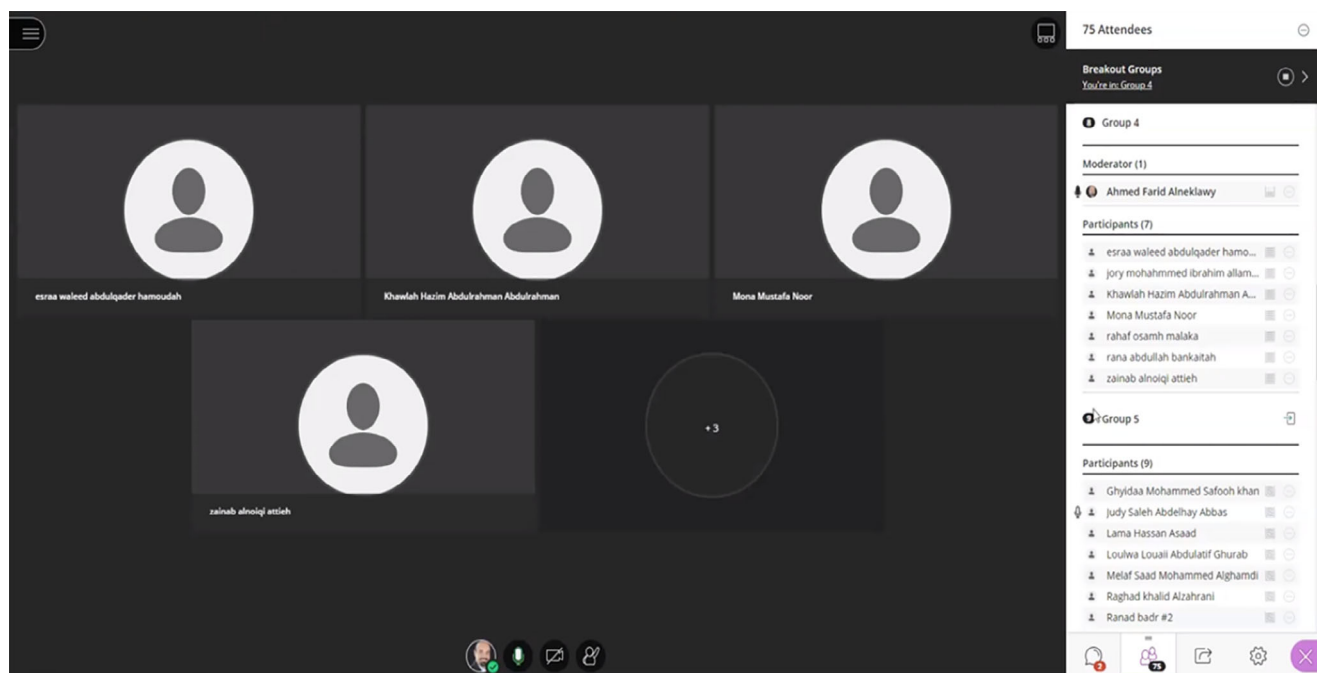 75 Attendees
Breakout Groups
You're in: Group 4
Group 4
Moderator (1)
Ahmed Farid Alneklawy
Participants (7)
esraa waleed abdulqader hamo...
jory mohahmmed ibrahim allam...
Khawlah Hazim Abdulrahman A...
Mona Mustafa Noor
rahaf osamh malaka
rana abdullah bankaitah
zainab alnoiqi attieh
Group 5
Participants (9)
Ghyidaa Mohammed Safooh khan
Judy Saleh Abdelhay Abbas
Lama Hassan Asaad
Loulwa Louaii Abdulatif Ghurab
Melaf Saad Mohammed Alghamdi
Raghad khalid Alzahrani
Ranad badr #2
2
75
esraa waleed abdulqader hamoudah
Khawlah Hazim Abdulrahman Abdulrahman
Mona Mustafa Noor
zainab alnoiqi attieh
+3